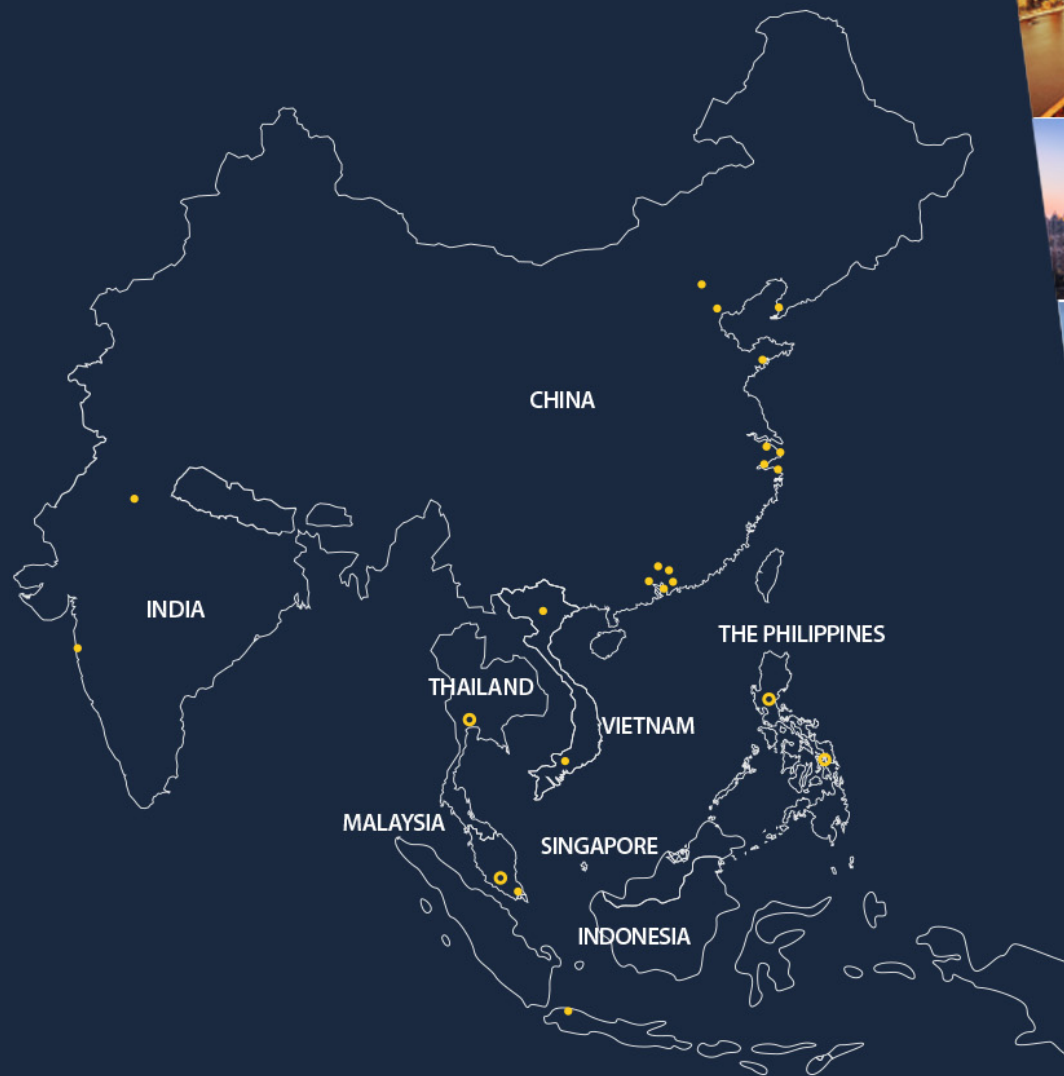 CHINA
INDIA
THE PHILIPPINES
THAILAND
VIETNAM
MALAYSIA
SINGAPORE
INDONESIA